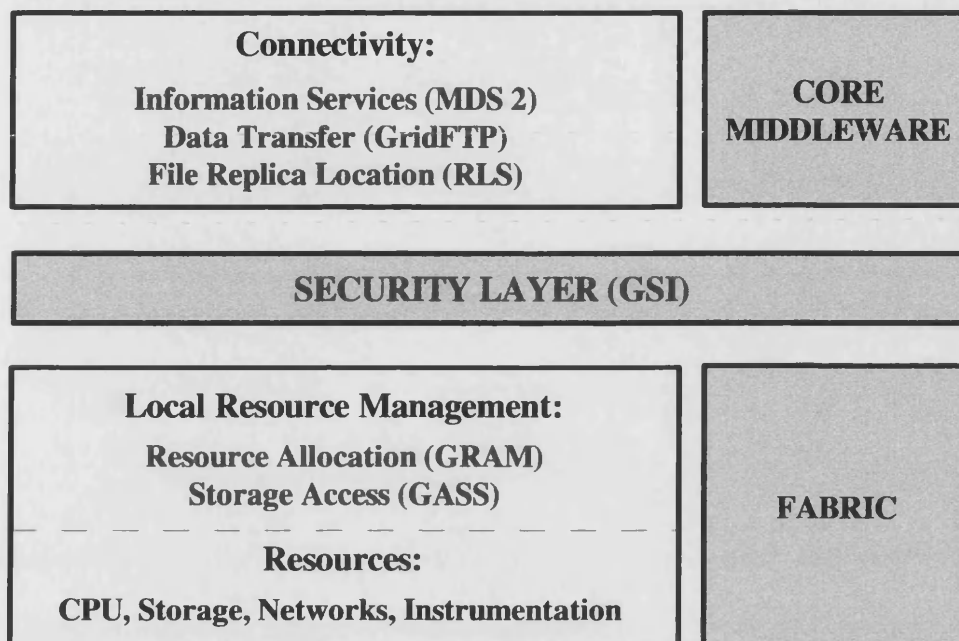 Connectivity:
Information Services (MDS 2)
Data Transfer (GridFTP)
File Replica Location (RLS)
CORE
MIDDLEWARE
SECURITY LAYER (GSI)
Local Resource Management:
Resource Allocation (GRAM)
Storage Access (GASS)
Resources:
CPU, Storage, Networks, Instrumentation
FABRIC